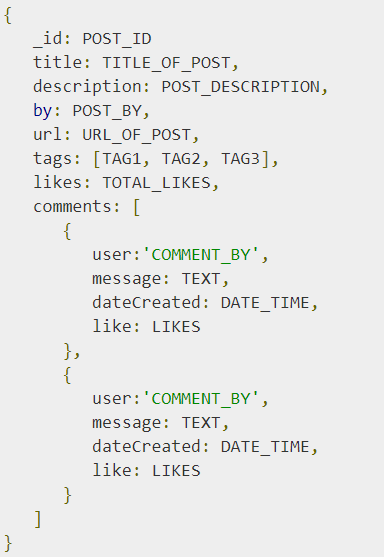 {
   _id: POST_ID
   title: TITLE_OF_POST,
   description: POST_DESCRIPTION,
   by: POST_BY,
   url: URL_OF_POST,
   tags: [TAG1, TAG2, TAG3],
   likes: TOTAL_LIKES,
   comments: [
      {
         user:'COMMENT_BY',
         message: TEXT,
         dateCreated: DATE_TIME,
         like: LIKES
      },
      {
         user:'COMMENT_BY',
         message: TEXT,
         dateCreated: DATE_TIME,
         like: LIKES
      }
   ]
}